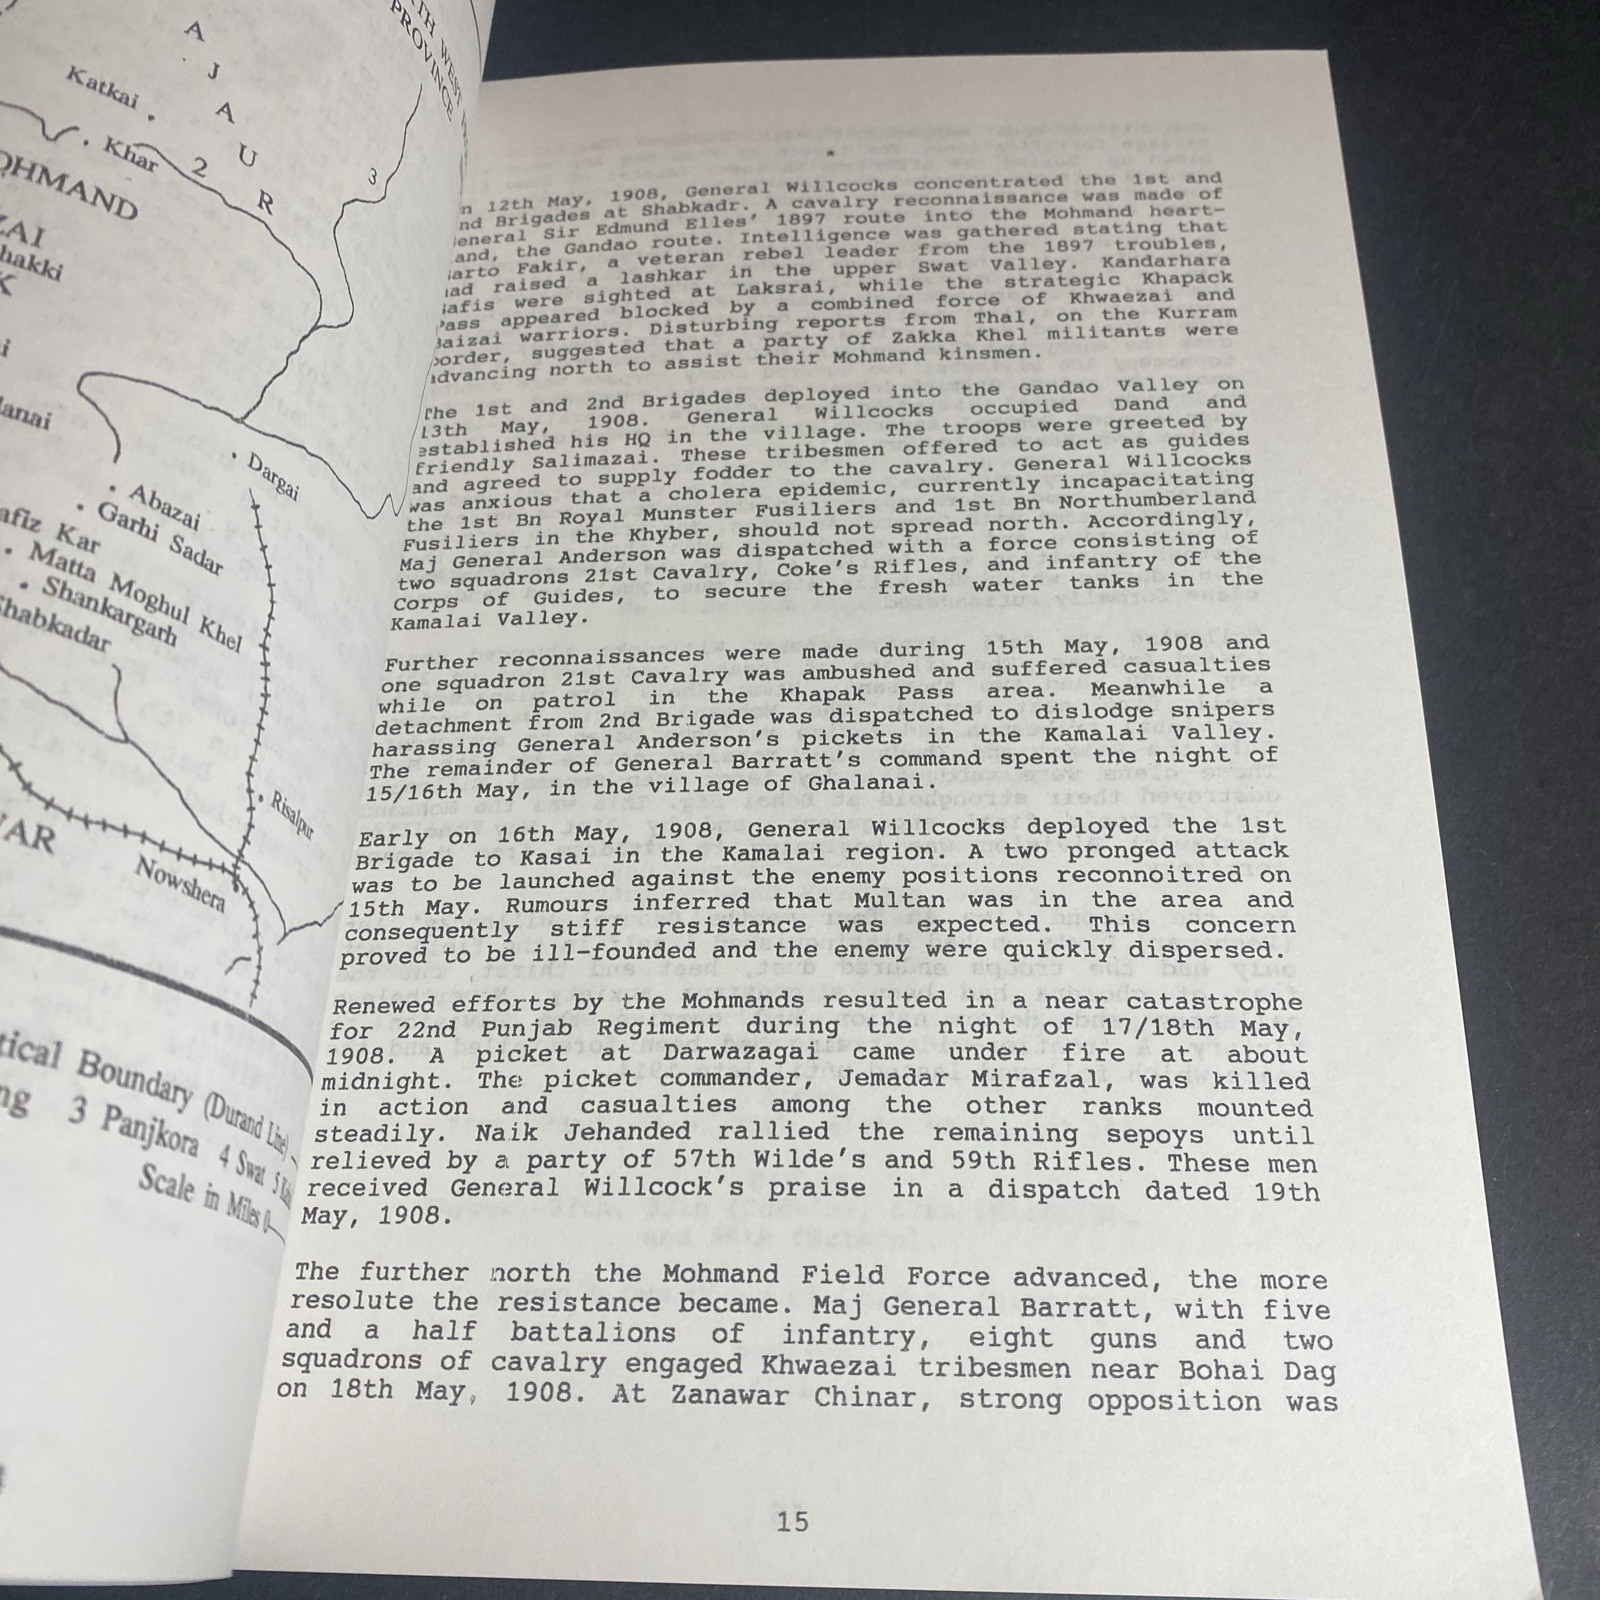 A
J
A
U
R
TH WEST
PROVINCE
Katkai
Khar
2
3
OHMAND
ZAI
hakki
K
i
lanai
Dargai
Abazai
Garhi Sadar
afiz Kar
Matta Moghul Khel
Shankargarh
Shabkadar
Risalpur
Nowshera
AR
tical Boundary (Durand Line)
ng 3 Panjkora 4 Swat 5
Scale in Miles 0
*
n 12th May, 1908, General Willcocks concentrated the 1st and
nd Brigades at Shabkadr. A cavalry reconnaissance was made of
eneral Sir Edmund Elles' 1897 route into the Mohmand heart-
and, the Gandao route. Intelligence was gathered stating that
arto Fakir, a veteran rebel leader from the 1897 troubles,
ad raised a lashkar in the upper Swat Valley. Kandarhara
afis were sighted at Laksrai, while the strategic Khapack
ass appeared blocked by a combined force of Khwaezai and
Baizai warriors. Disturbing reports from Thal, on the Kurram
border, suggested that a party of Zakka Khel militants were
advancing north to assist their Mohmand kinsmen.
The 1st and 2nd Brigades deployed into the Gandao Valley on
13th May, 1908. General Willcocks occupied Dand and
established his HQ in the village. The troops were greeted by
friendly Salimazai. These tribesmen offered to act as guides
and agreed to supply fodder to the cavalry. General Willcocks
was anxious that a cholera epidemic, currently incapacitating
the 1st Bn Royal Munster Fusiliers and 1st Bn Northumberland
Fusiliers in the Khyber, should not spread north. Accordingly,
Maj General Anderson was dispatched with a force consisting of
two squadrons 21st Cavalry, Coke's Rifles, and infantry of the
Corps of Guides, to secure the fresh water tanks in the
Kamalai Valley.
Further reconnaissances were made during 15th May, 1908 and
one squadron 21st Cavalry was ambushed and suffered casualties
while on patrol in the Khapak Pass area. Meanwhile a
detachment from 2nd Brigade was dispatched to dislodge snipers
harassing General Anderson's pickets in the Kamalai Valley.
The remainder of General Barratt's command spent the night of
15/16th May, in the village of Ghalanai.
Early on 16th May, 1908, General Willcocks deployed the 1st
Brigade to Kasai in the Kamalai region. A two pronged attack
was to be launched against the enemy positions reconnoitred on
15th May. Rumours inferred that Multan was in the area and
consequently stiff resistance was expected. This concern
proved to be ill-founded and the enemy were quickly dispersed.
Renewed efforts by the Mohmands resulted in a near catastrophe
for 22nd Punjab Regiment during the night of 17/18th May,
1908. A picket at Darwazagai came under fire at about
midnight. The picket commander, Jemadar Mirafzal, was killed
in action and casualties among the other ranks mounted
steadily. Naik Jehanded rallied the remaining sepoys until
relieved by a party of 57th Wilde's and 59th Rifles. These men
received General Willcock's praise in a dispatch dated 19th
May, 1908.
The further north the Mohmand Field Force advanced, the more
resolute the resistance became. Maj General Barratt, with five
and a half battalions of infantry, eight guns and two
squadrons of cavalry engaged Khwaezai tribesmen near Bohai Dag
on 18th May, 1908. At Zanawar Chinar, strong opposition was
15